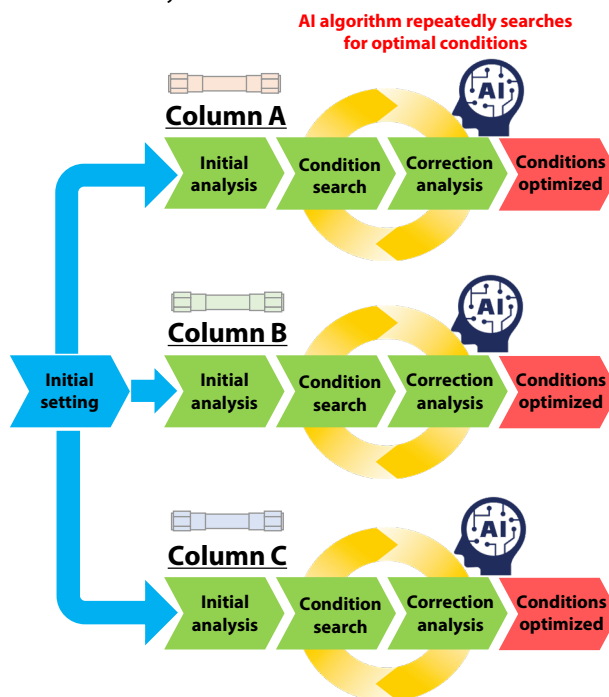 AI algorithm repeatedly searches
for optimal conditions
AI
Column A
Initial
analysis
Condition
search
Correction
analysis
Conditions
optimized
AI
Column B
Initial
setting
Initial
analysis
Condition
search
Correction
analysis
Conditions
optimized
AI
Column C
Initial
analysis
Condition
search
Correction
analysis
Conditions
optimized